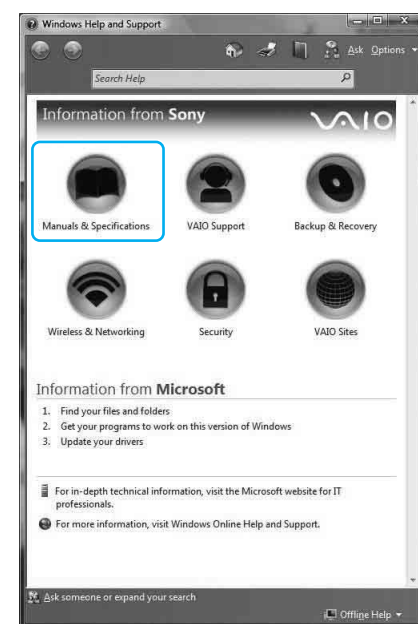 Windows Help and Support
Ask Options
Search Help
Information from Sony
VAIO
Manuals & Specifications VAIO Support Backup & Recovery
Wireless & Networking Security VAIO Sites
Information from Microsoft
1. Find your files and folders
2. Get your programs to work on this version of Windows
3. Update your drivers
For in-depth technical information, visit the Microsoft website for IT
professionals.
For more information, visit Windows Online Help and Support.
Ask someone or expand your search
Offline Help